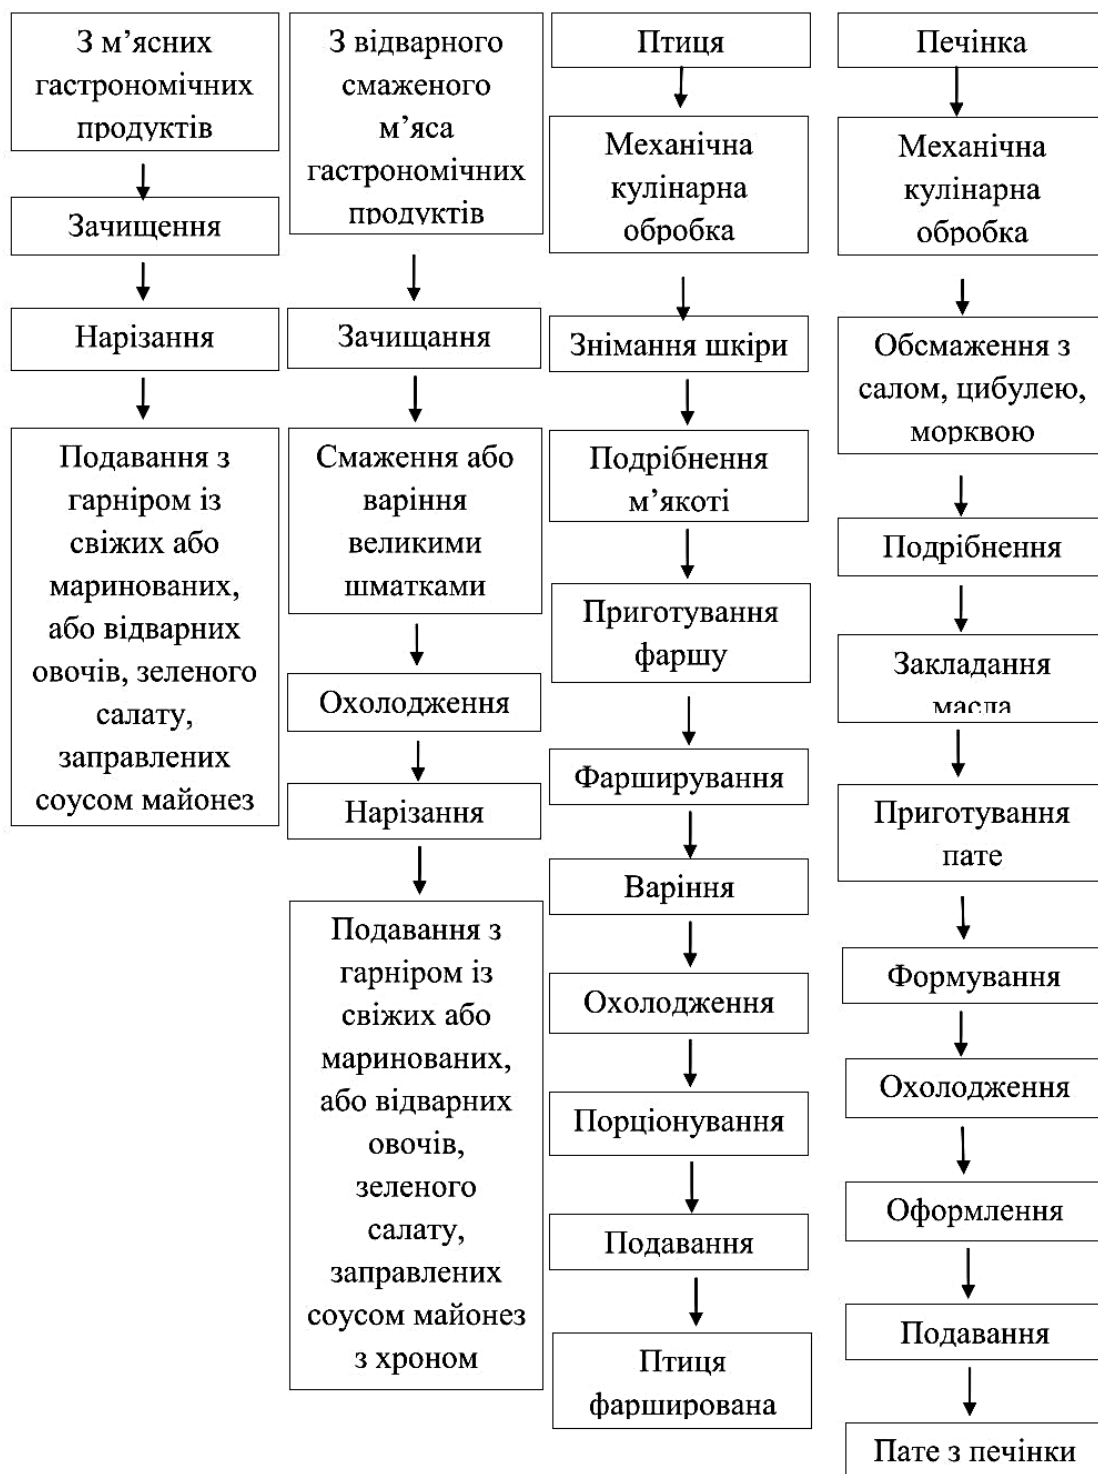 З м’ясних
гастрономічних
продуктів
Зачищення
Нарізання
Подавання з
гарніром із
свіжих або
маринованих,
або відварних
овочів, зеленого
салату,
заправлених
соусом майонез
З відварного
смаженого
м’яса
гастрономічних
продуктів
Зачищання
Смаження або
варіння
великими
шматками
Охолодження
Нарізання
Подавання з
гарніром із
свіжих або
маринованих,
або відварних
овочів,
зеленого
салату,
заправлених
соусом майонез
з хроном
Птиця
Механічна
кулінарна
обробка
Знімання шкіри
Подрібнення
м’якоті
Приготування
фаршу
Фарширування
Варіння
Охолодження
Порціонування
Подавання
Птиця
фарширована
Печінка
Механічна
кулінарна
обробка
Обсмаження з
салом, цибулею,
морквою
Подрібнення
Закладання
масла
Приготування
пате
Формування
Охолодження
Оформлення
Подавання
Пате з печінки